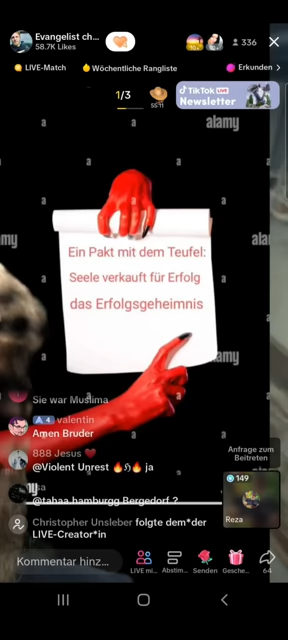 Evangelist ch...
58.7K Likes
336
LIVE-Match
Wöchentliche Rangliste
Erkunden
1/3
55:11
TikTok LIVE
Newsletter
a
alamy
Ein Pakt mit dem Teufel:
Seele verkauft für Erfolg
das Erfolgsgeheimnis
Sie war Muslima
4 valentin
Amen Bruder
888 Jesus
@Violent Unrest 🔥🔥 ja
@tabaa hamburgg Bergedorf ?
Christopher Unsleber folgte dem*der
LIVE-Creator*in
Anfrage zum
Beitreten
149
Reza
Kommentar hinz...
LIVE mi...
Abstim...
Senden
Gesche...
64